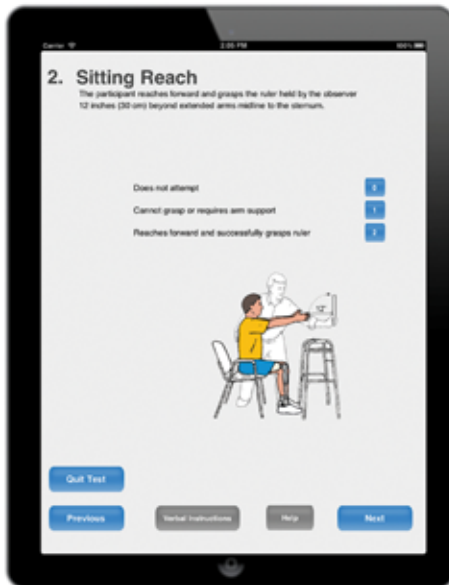 Carrier 2:05 PM 100%
2. Sitting Reach
The participant reaches forward and grasps the ruler held by the observer
12 inches (30 cm) beyond extended arms midline to the sternum.
Does not attempt 0
Cannot grasp or requires arm support 1
Reaches forward and successfully grasps ruler 2
12"
Quit Test
Previous Verbal Instructions Help Next